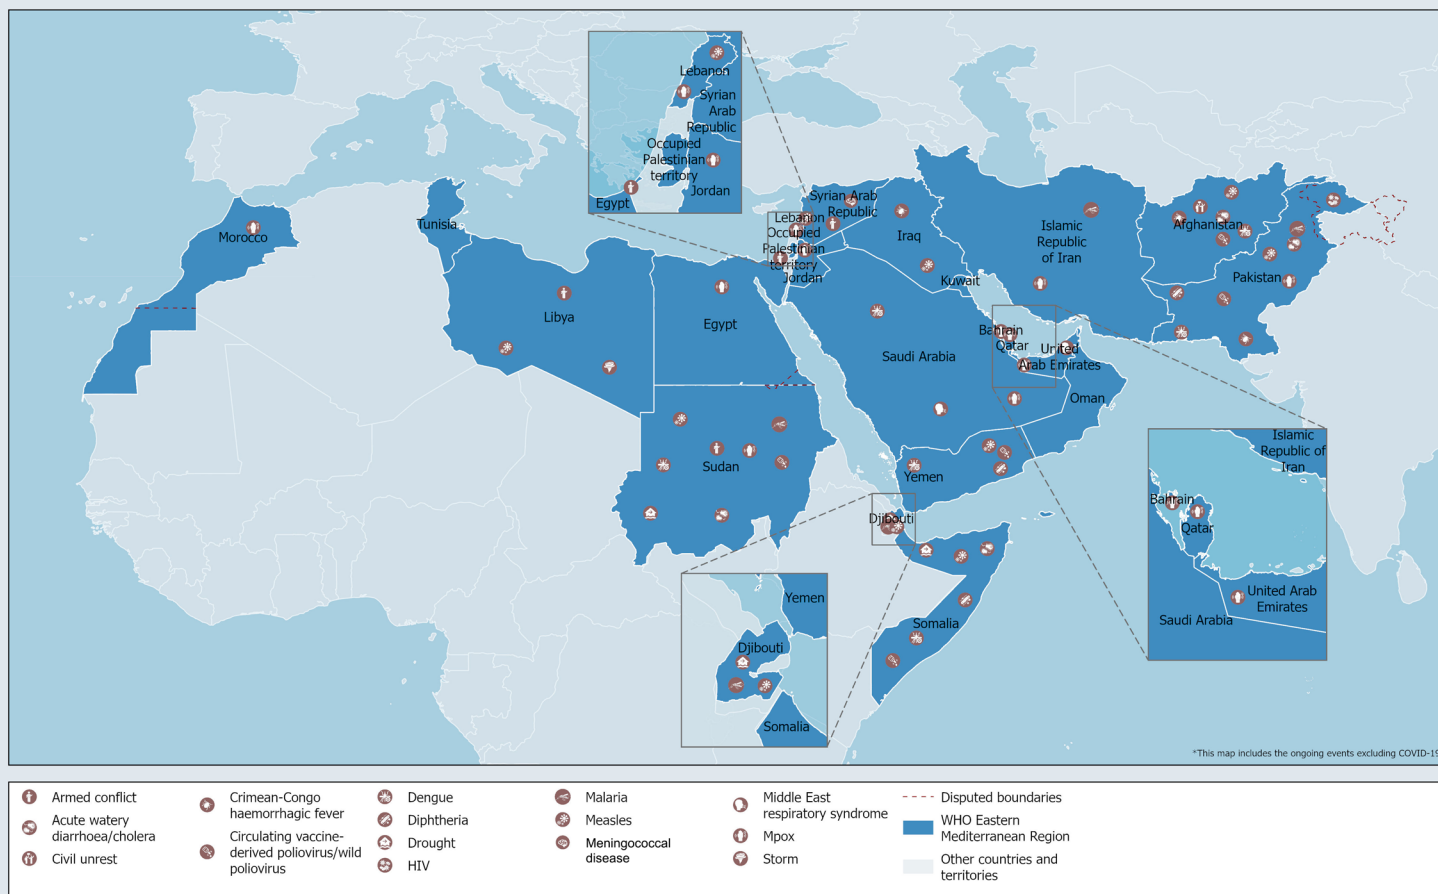 Lebanon
Syrian
Arab
Republic
Occupied
Palestinian
territory
Jordan
Egypt
Morocco
Tunisia
Libya
Egypt
Sudan
Lebanon
Occupied
Palestinian
territory
Jordan
Syrian Arab
Republic
Iraq
Kuwait
Islamic
Republic
of Iran
Afghanistan
Pakistan
Saudi Arabia
Bahrain
Qatar
United
Arab Emirates
Oman
Yemen
Djibouti
Somalia
Yemen
Djibouti
Somalia
Islamic
Republic of
Iran
Bahrain
Qatar
United Arab
Emirates
Saudi Arabia
*This map includes the ongoing events excluding COVID-19
Armed conflict
Acute watery
diarrhoea/cholera
Civil unrest
Crimean-Congo
haemorrhagic fever
Circulating vaccine-
derived poliovirus/wild
poliovirus
Dengue
Diphtheria
Drought
HIV
Malaria
Measles
Meningococcal
disease
Middle East
respiratory syndrome
Mpox
Storm
Disputed boundaries
WHO Eastern
Mediterranean Region
Other countries and
territories